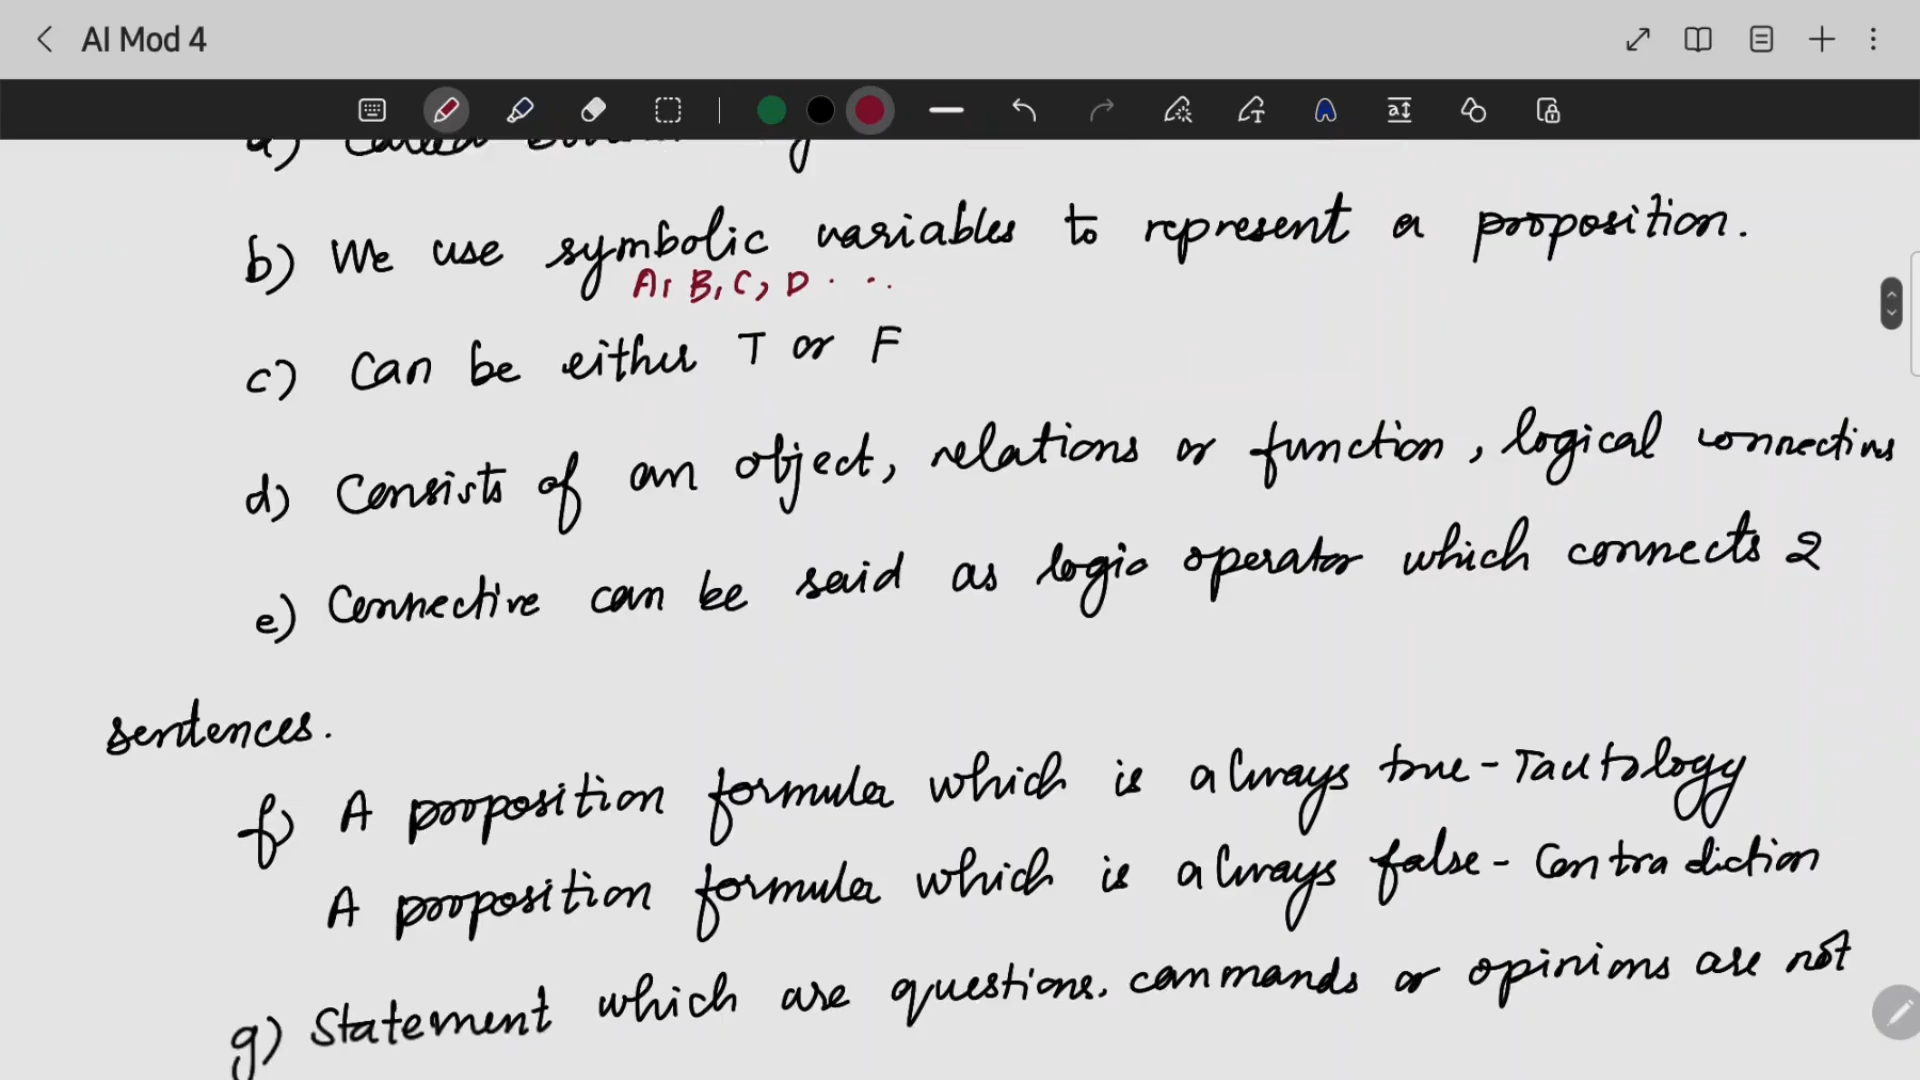 AI Mod 4
a) Called
b) We use symbolic variables to represent a proposition.
A, B, C, D . ..
c) Can be either T or F
d) Consists of an object, relations or function, logical connectives
e) Connective can be said as logic operator which connects 2
sentences.
f) A proposition formula which is always true - Tautology
A proposition formula which is always false - Contradiction
g) Statement which are questions, commands or opinions are not